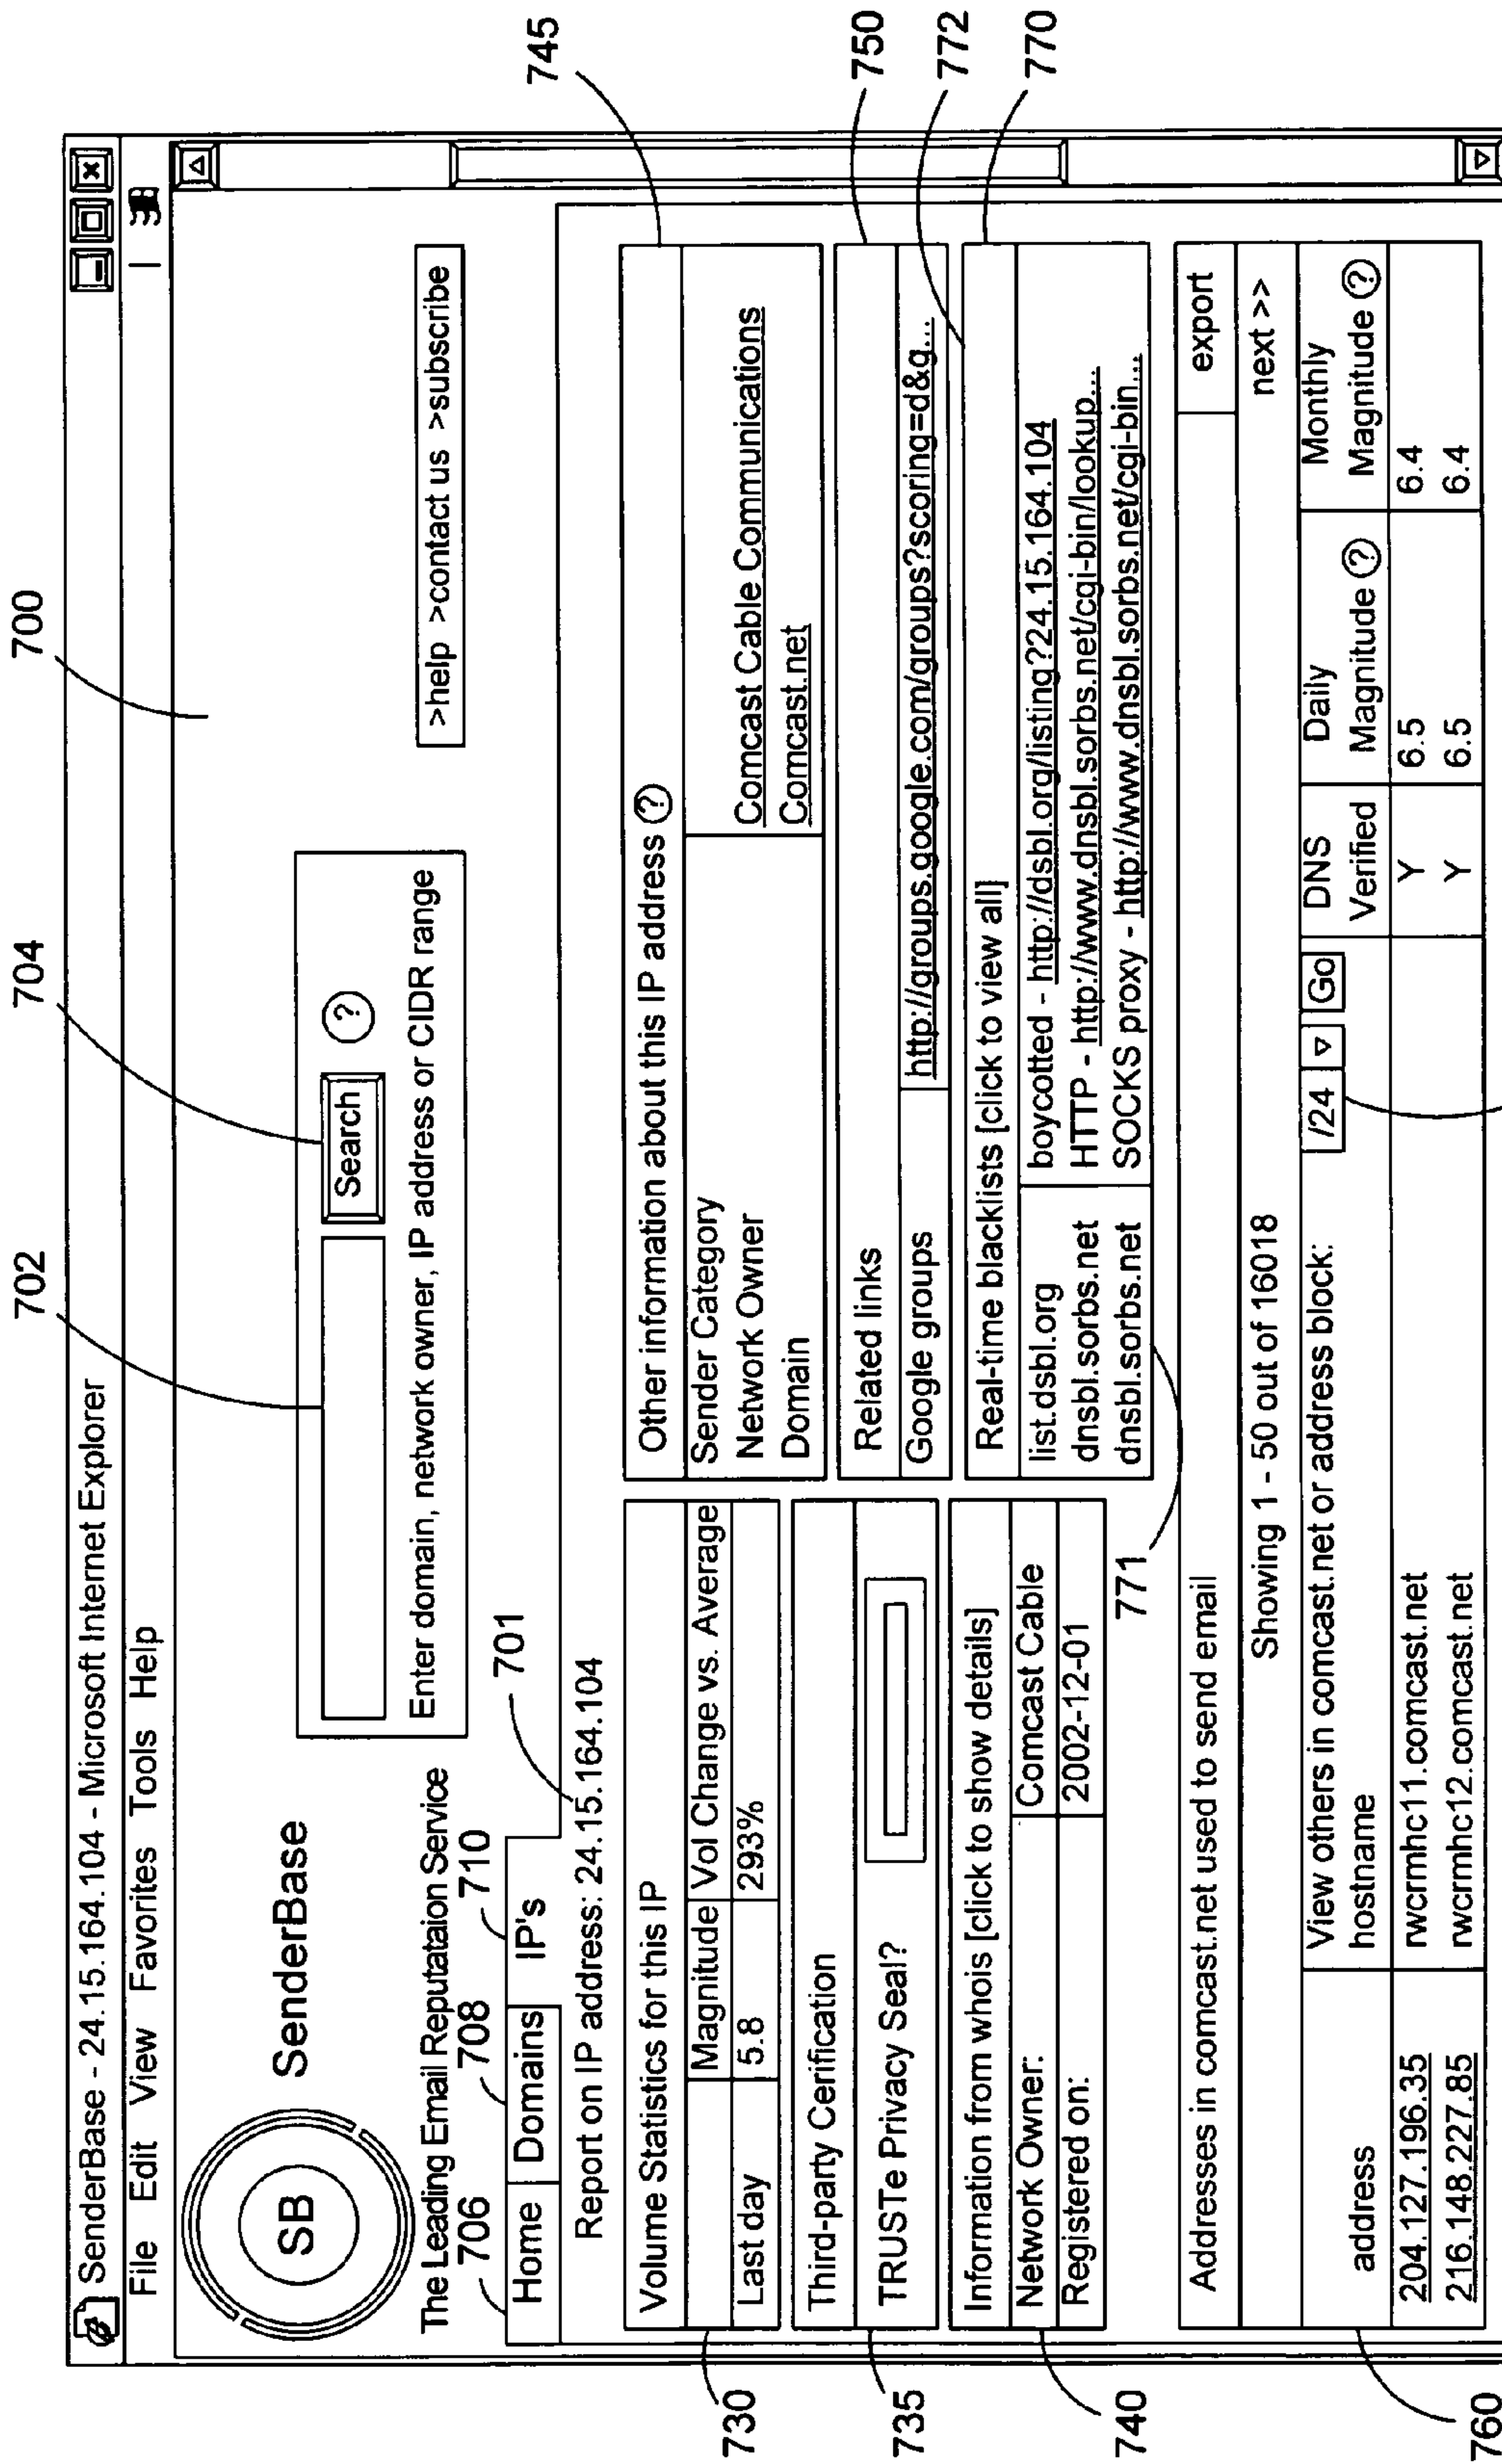 700
702
704
SenderBase - 24.15.164.104 - Microsoft Internet Explorer
File Edit View Favorites Tools Help
SB
SenderBase
The Leading Email Reputataion Service
Search ?
Enter domain, network owner, IP address or CIDR range
>help >contact us >subscribe
706
708
710
701
Home Domains IP's
Report on IP address: 24.15.164.104
745
Volume Statistics for this IP
Magnitude Vol Change vs. Average
Last day 5.8 293%
730
Third-party Cerification
TRUSTe Privacy Seal?
735
Information from whois [click to show details]
Network Owner: Comcast Cable
Registered on: 2002-12-01
740
Other information about this IP address ?
Sender Category
Network Owner Comcast Cable Communications
Domain Comcast.net
Related links
Google groups http://groups.google.com/groups?scoring=d&q...
750
772
Real-time blacklists [click to view all]
list.dsbl.org boycotted - http://dsbl.org/listing?24.15.164.104
dnsbl.sorbs.net HTTP - http://www.dnsbl.sorbs.net/cgi-bin/lookup...
dnsbl.sorbs.net SOCKS proxy - http://www.dnsbl.sorbs.net/cgi-bin...
770
771
Addresses in comcast.net used to send email export
Showing 1 - 50 out of 16018 next >>
View others in comcast.net or address block: /24 Go
address hostname DNS Verified Daily Magnitude ? Monthly Magnitude ?
204.127.196.35 rwcrmhc11.comcast.net Y 6.5 6.4
216.148.227.85 rwcrmhc12.comcast.net Y 6.5 6.4
760